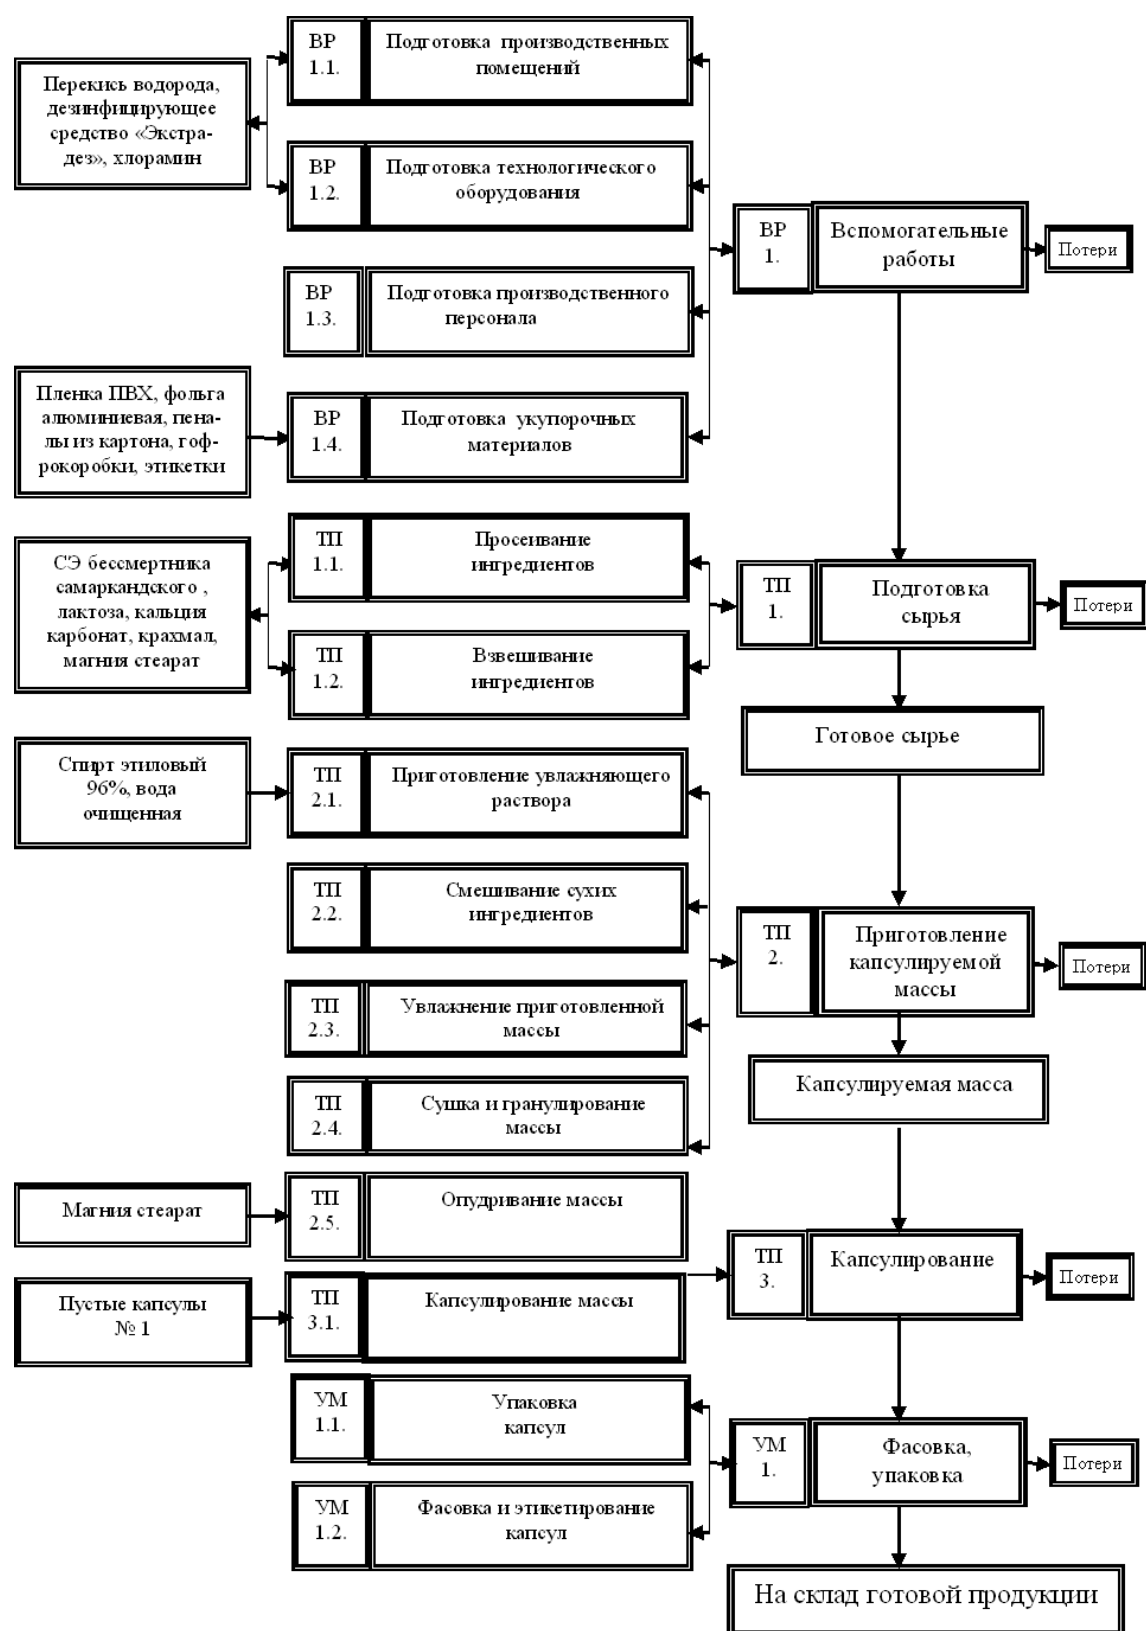 ВР
1.1.
Подготовка производственных
помещений
Перекись водорода,
дезинфицирующее
средство «Экстра-
дез», хлорамин
ВР
1.2.
Подготовка технологического
оборудования
ВР
1.
Вспомогательные
работы
Потери
ВР
1.3.
Подготовка производственного
персонала
Пленка ПВХ, фольга
алюминиевая, пена-
лы из картона, гоф-
рокоробки, этикетки
ВР
1.4.
Подготовка укупорочных
материалов
СЭ бессмертника
самаркандского ,
лактоза, кальция
карбонат, крахмал,
магния стеарат
ТП
1.1.
Просеивание
ингредиентов
ТП
1.2.
Взвешивание
ингредиентов
ТП
1.
Подготовка
сырья
Потери
Готовое сырье
Спирт этиловый
96%, вода
очищенная
ТП
2.1.
Приготовление увлажняющего
раствора
ТП
2.2.
Смешивание сухих
ингредиентов
ТП
2.
Приготовление
капсулируемой
массы
Потери
ТП
2.3.
Увлажнение приготовленной
массы
Капсулируемая масса
ТП
2.4.
Сушка и гранулирование
массы
Магния стеарат
ТП
2.5.
Опудривание массы
Пустые капсулы
№ 1
ТП
3.1.
Капсулирование массы
ТП
3.
Капсулирование
Потери
УМ
1.1.
Упаковка
капсул
УМ
1.
Фасовка,
упаковка
Потери
УМ
1.2.
Фасовка и этикетирование
капсул
На склад готовой продукции